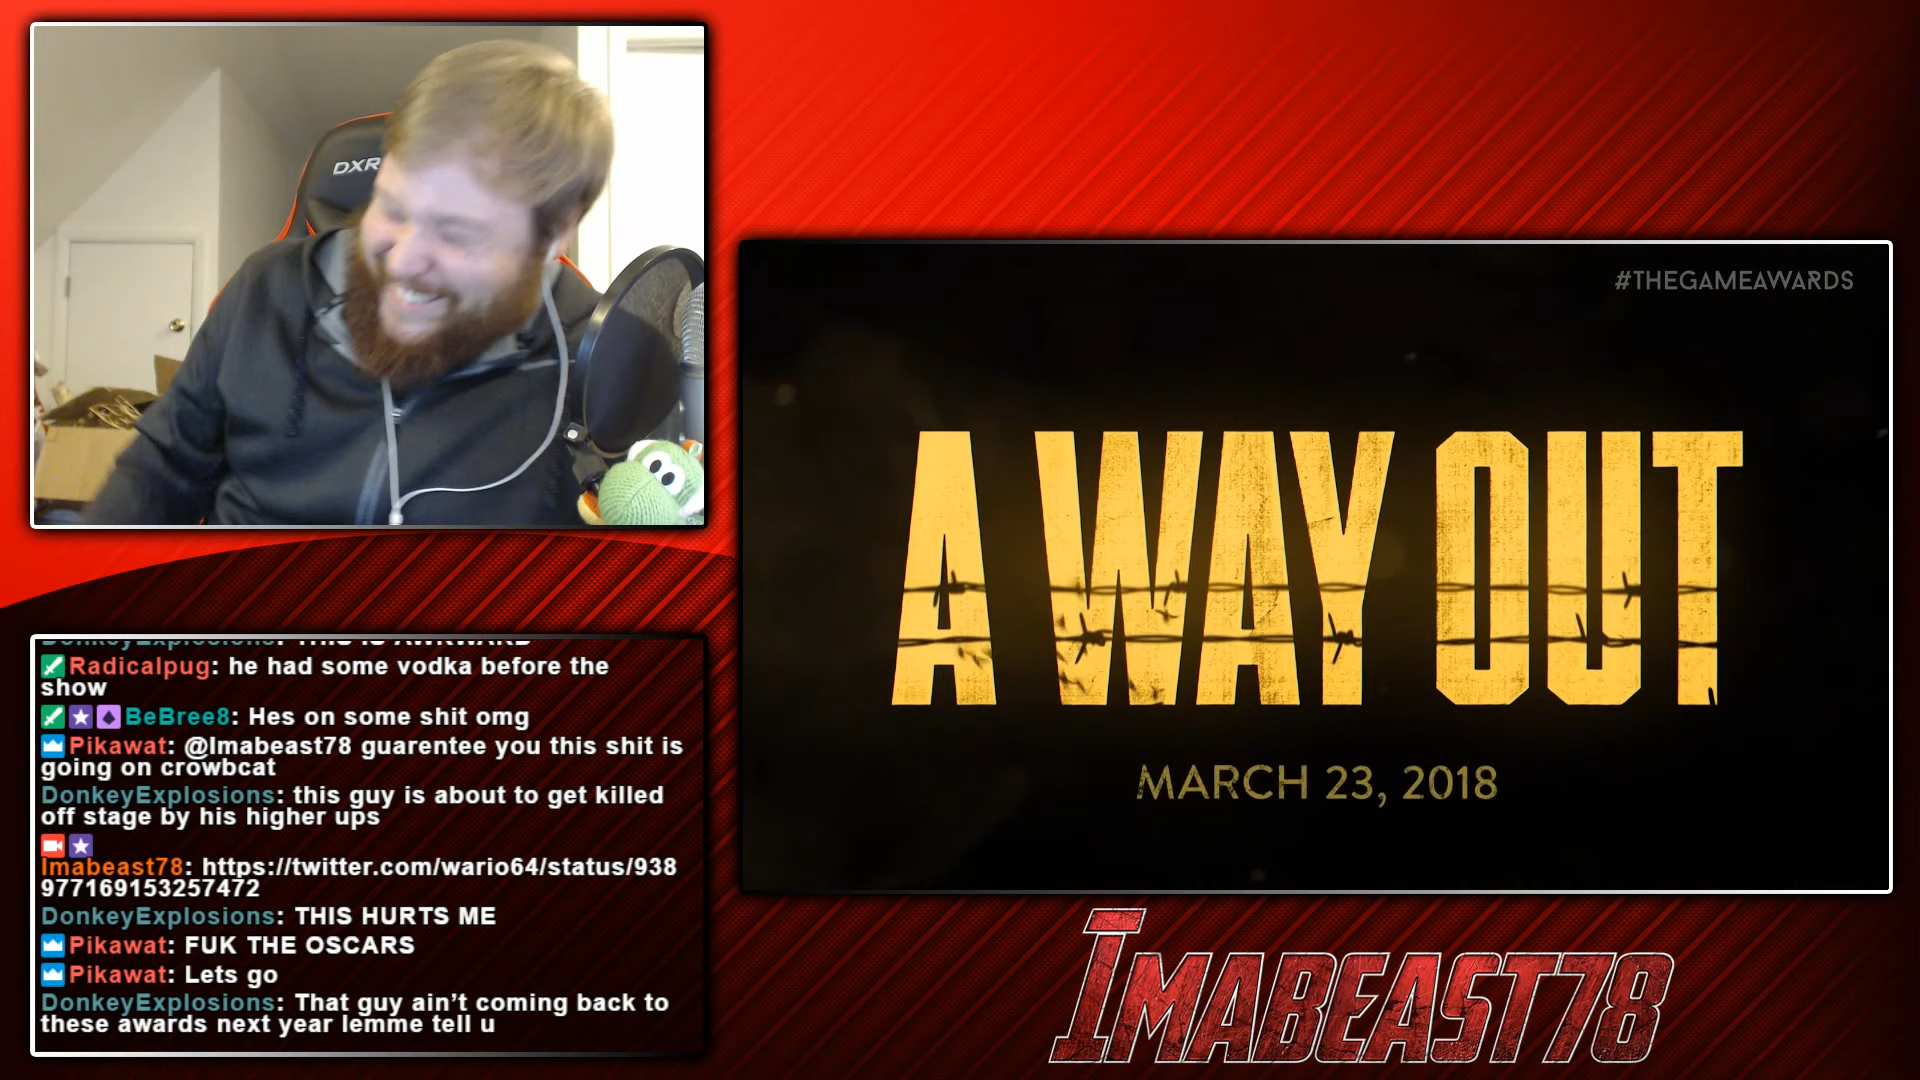 DXR
#THEGAMEAWARDS
A WAY OUT
MARCH 23, 2018
DonkeyExplosions: THIS IS AWKWARD
Radicalpug: he had some vodka before the
show
BeBree8: Hes on some shit omg
Pikawat: @Imabeast78 guarentee you this shit is
going on crowbcat
DonkeyExplosions: this guy is about to get killed
off stage by his higher ups
Imabeast78: https://twitter.com/wario64/status/938
977169153257472
DonkeyExplosions: THIS HURTS ME
Pikawat: FUK THE OSCARS
Pikawat: Lets go
DonkeyExplosions: That guy ain't coming back to
these awards next year lemme tell u
IMABEAST78